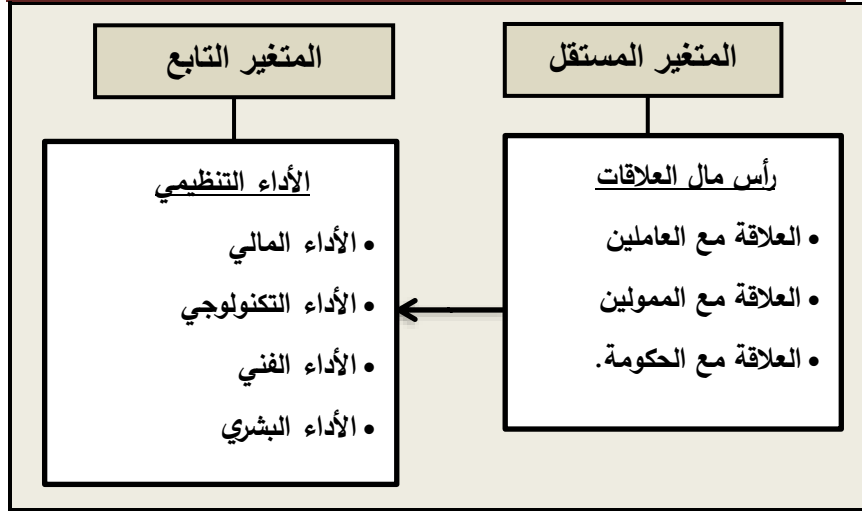 المتغير المستقل
رأس مال العلاقات
• العلاقة مع العاملين
• العلاقة مع الممولين
• العلاقة مع الحكومة.
المتغير التابع
الأداء التنظيمي
• الأداء المالي
• الأداء التكنولوجي
• الأداء الفني
• الأداء البشري